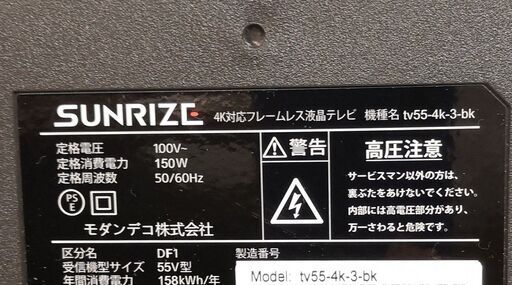 SUNRIZE 4K対応フレームレス液晶テレビ 機種名 tv55-4k-3-bk
定格電圧 100V~
定格消費電力 150W
定格周波数 50/60Hz
PS
E
モダンデコ株式会社
警告
高圧注意
サービスマン以外の方は、
裏ぶたをあけないでください。
内部には高電圧部分があり、
万一さわると危険です。
区分名 DF1
受信機型サイズ 55V型
年間消費電力 158kWh/年
製造番号
Model: tv55-4k-3-bk